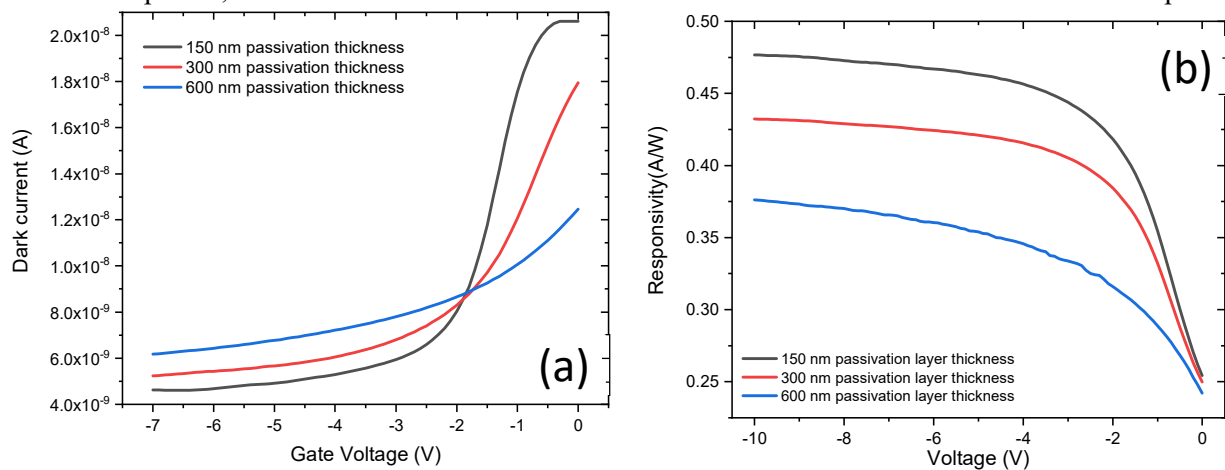 2.0x10-8
1.8x10-8
1.6x10-8
1.4x10-8
1.2x10-8
1.0x10-8
8.0x10-9
6.0x10-9
4.0x10-9
Dark current (A)
150 nm passivation thickness
300 nm passivation thickness
600 nm passivation thickness
(a)
-7 -6 -5 -4 -3 -2 -1 0
Gate Voltage (V)
0.50
0.45
0.40
0.35
0.30
0.25
Responsivity(A/W)
(b)
150 nm passivation layer thickness
300 nm passivation layer thickness
600 nm passivation layer thickness
-10 -8 -6 -4 -2 0
Voltage (V)